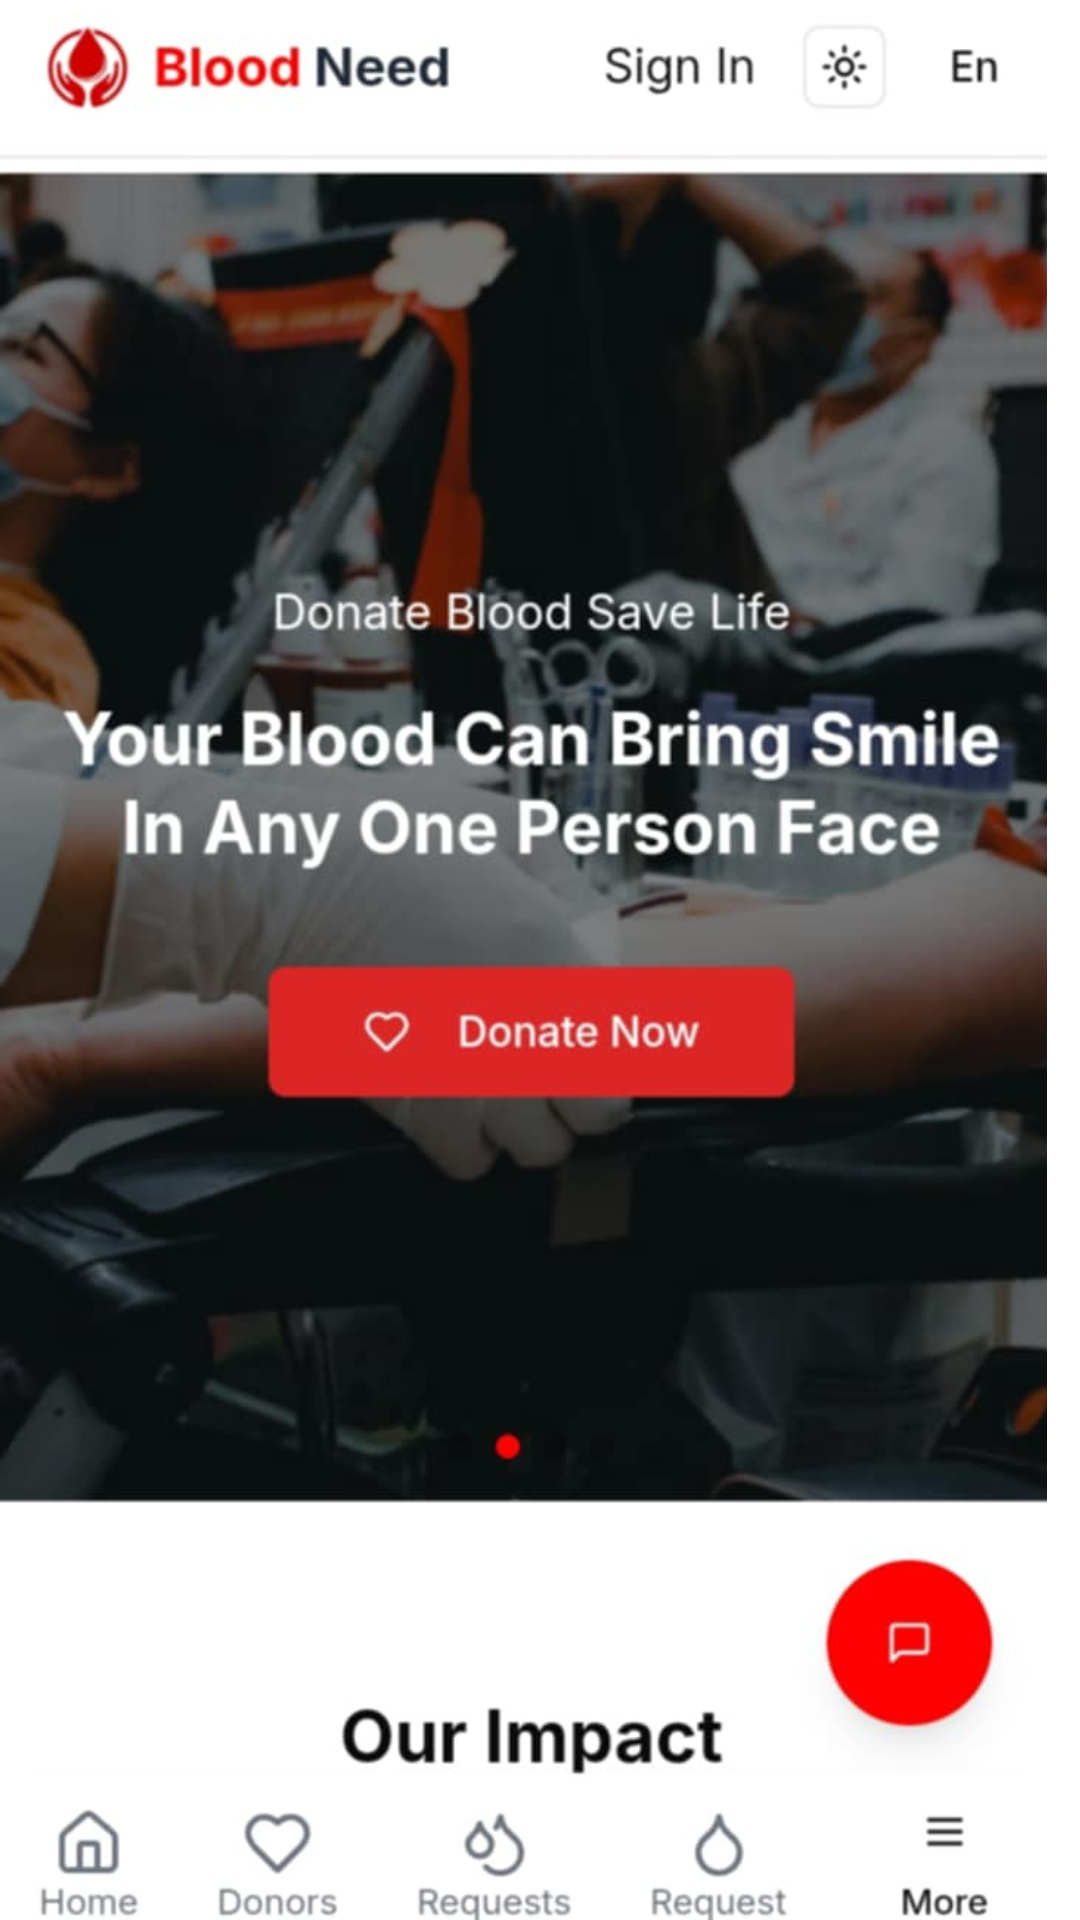 Blood Need
Sign In
En
Donate Blood Save Life
Your Blood Can Bring Smile
In Any One Person Face
Donate Now
Our Impact
Home
Donors
Requests
Request
More